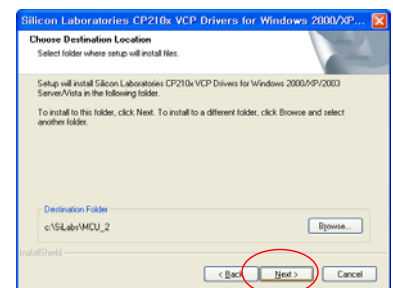 Silicon Laboratories CP210x VCP Drivers for Windows 2000/XP...
Choose Destination Location
Select folder where setup will install files.
Setup will install Silicon Laboratories CP210x VCP Drivers for Windows 2000/XP/2003
Server/Vista in the following folder.
To install to this folder, click Next. To install to a different folder, click Browse and select
another folder.
Destination Folder
c:\SiLabs\MCU_2
Browse...
InstallShield
< Back
Next >
Cancel